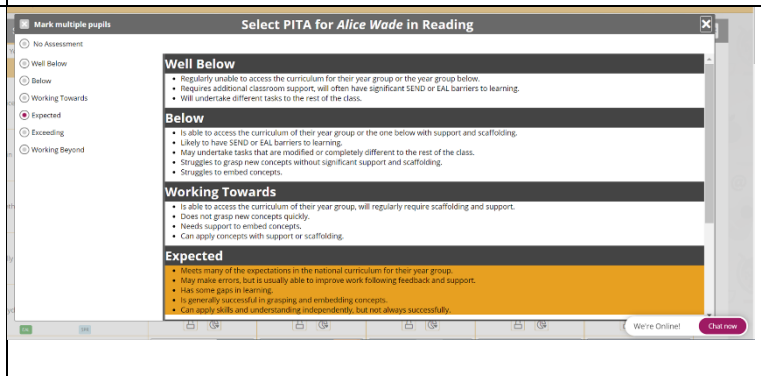 Mark multiple pupils
Select PITA for Alice Wade in Reading
No Assessment
Well Below
Below
Working Towards
Expected
Exceeding
Working Beyond
Well Below
• Regularly unable to access the curriculum for their year group or the year group below.
• Requires additional classroom support, will often have significant SEND or EAL barriers to learning.
• Will undertake different tasks to the rest of the class.
Below
• Is able to access the curriculum of their year group or the one below with support and scaffolding.
• Likely to have SEND or EAL barriers to learning.
• May undertake tasks that are modified or completely different to the rest of the class.
• Struggles to grasp new concepts without significant support and scaffolding.
• Struggles to embed concepts.
Working Towards
• Is able to access the curriculum of their year group, will regularly require scaffolding and support.
• Does not grasp new concepts quickly.
• Needs support to embed concepts.
• Can apply concepts with support or scaffolding.
Expected
• Meets many of the expectations in the national curriculum for their year group.
• May make errors, but is usually able to improve work following feedback and support.
• Has some gaps in learning.
• Is generally successful in grasping and embedding concepts.
• Can apply skills and understanding independently, but not always successfully.
We're Online!
Chat now